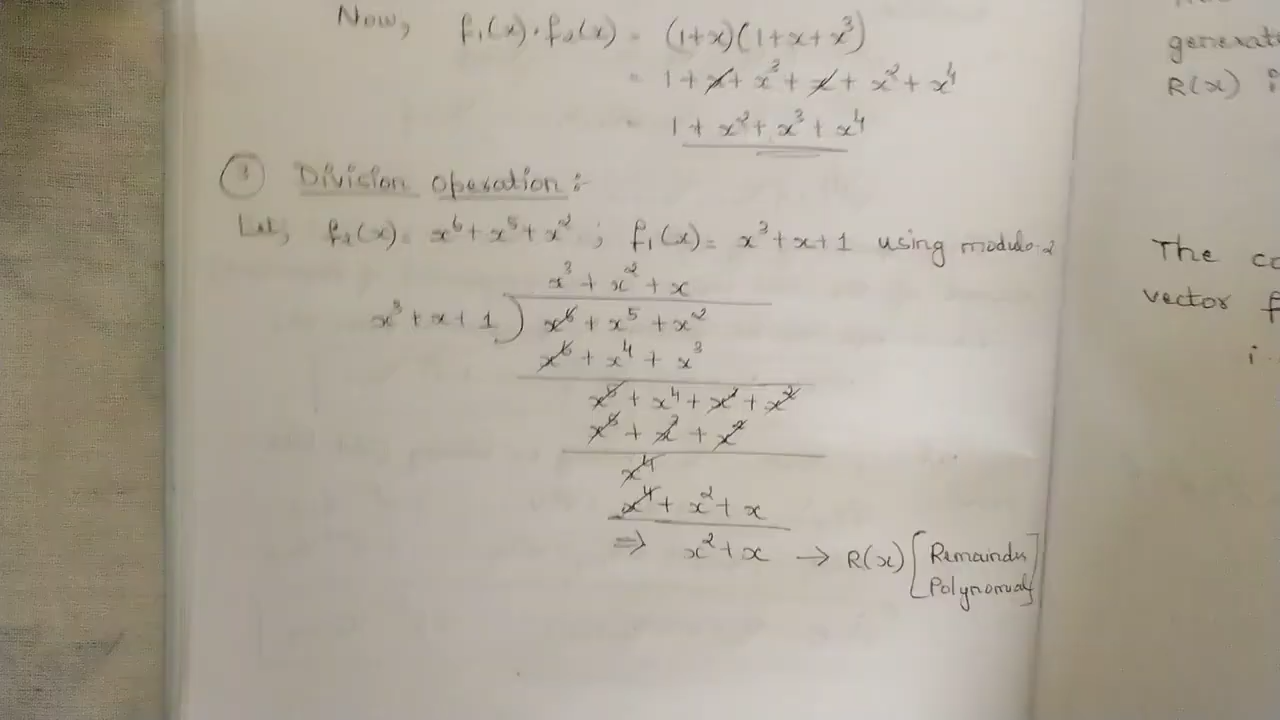 Now, f₁(x)·f₂(x) = (1+x)(1+x+x³)
= 1 + x + x³ + x + x² + x⁴
= 1 + x² + x³ + x⁴
③ Division operation :-
Let, f₂(x) = x⁶ + x⁵ + x² ; f₁(x) = x³ + x + 1 using modulo-2
x³ + x² + x
x³ + x + 1 ) x⁶ + x⁵ + x²
x⁶ + x⁴ + x³
x⁵ + x⁴ + x³ + x²
x⁵ + x³ + x²
x⁴
x⁴ + x² + x
⇒ x² + x → R(x) [Remainder
Polynomial]
generate
R(x) i
The co
vector f
i